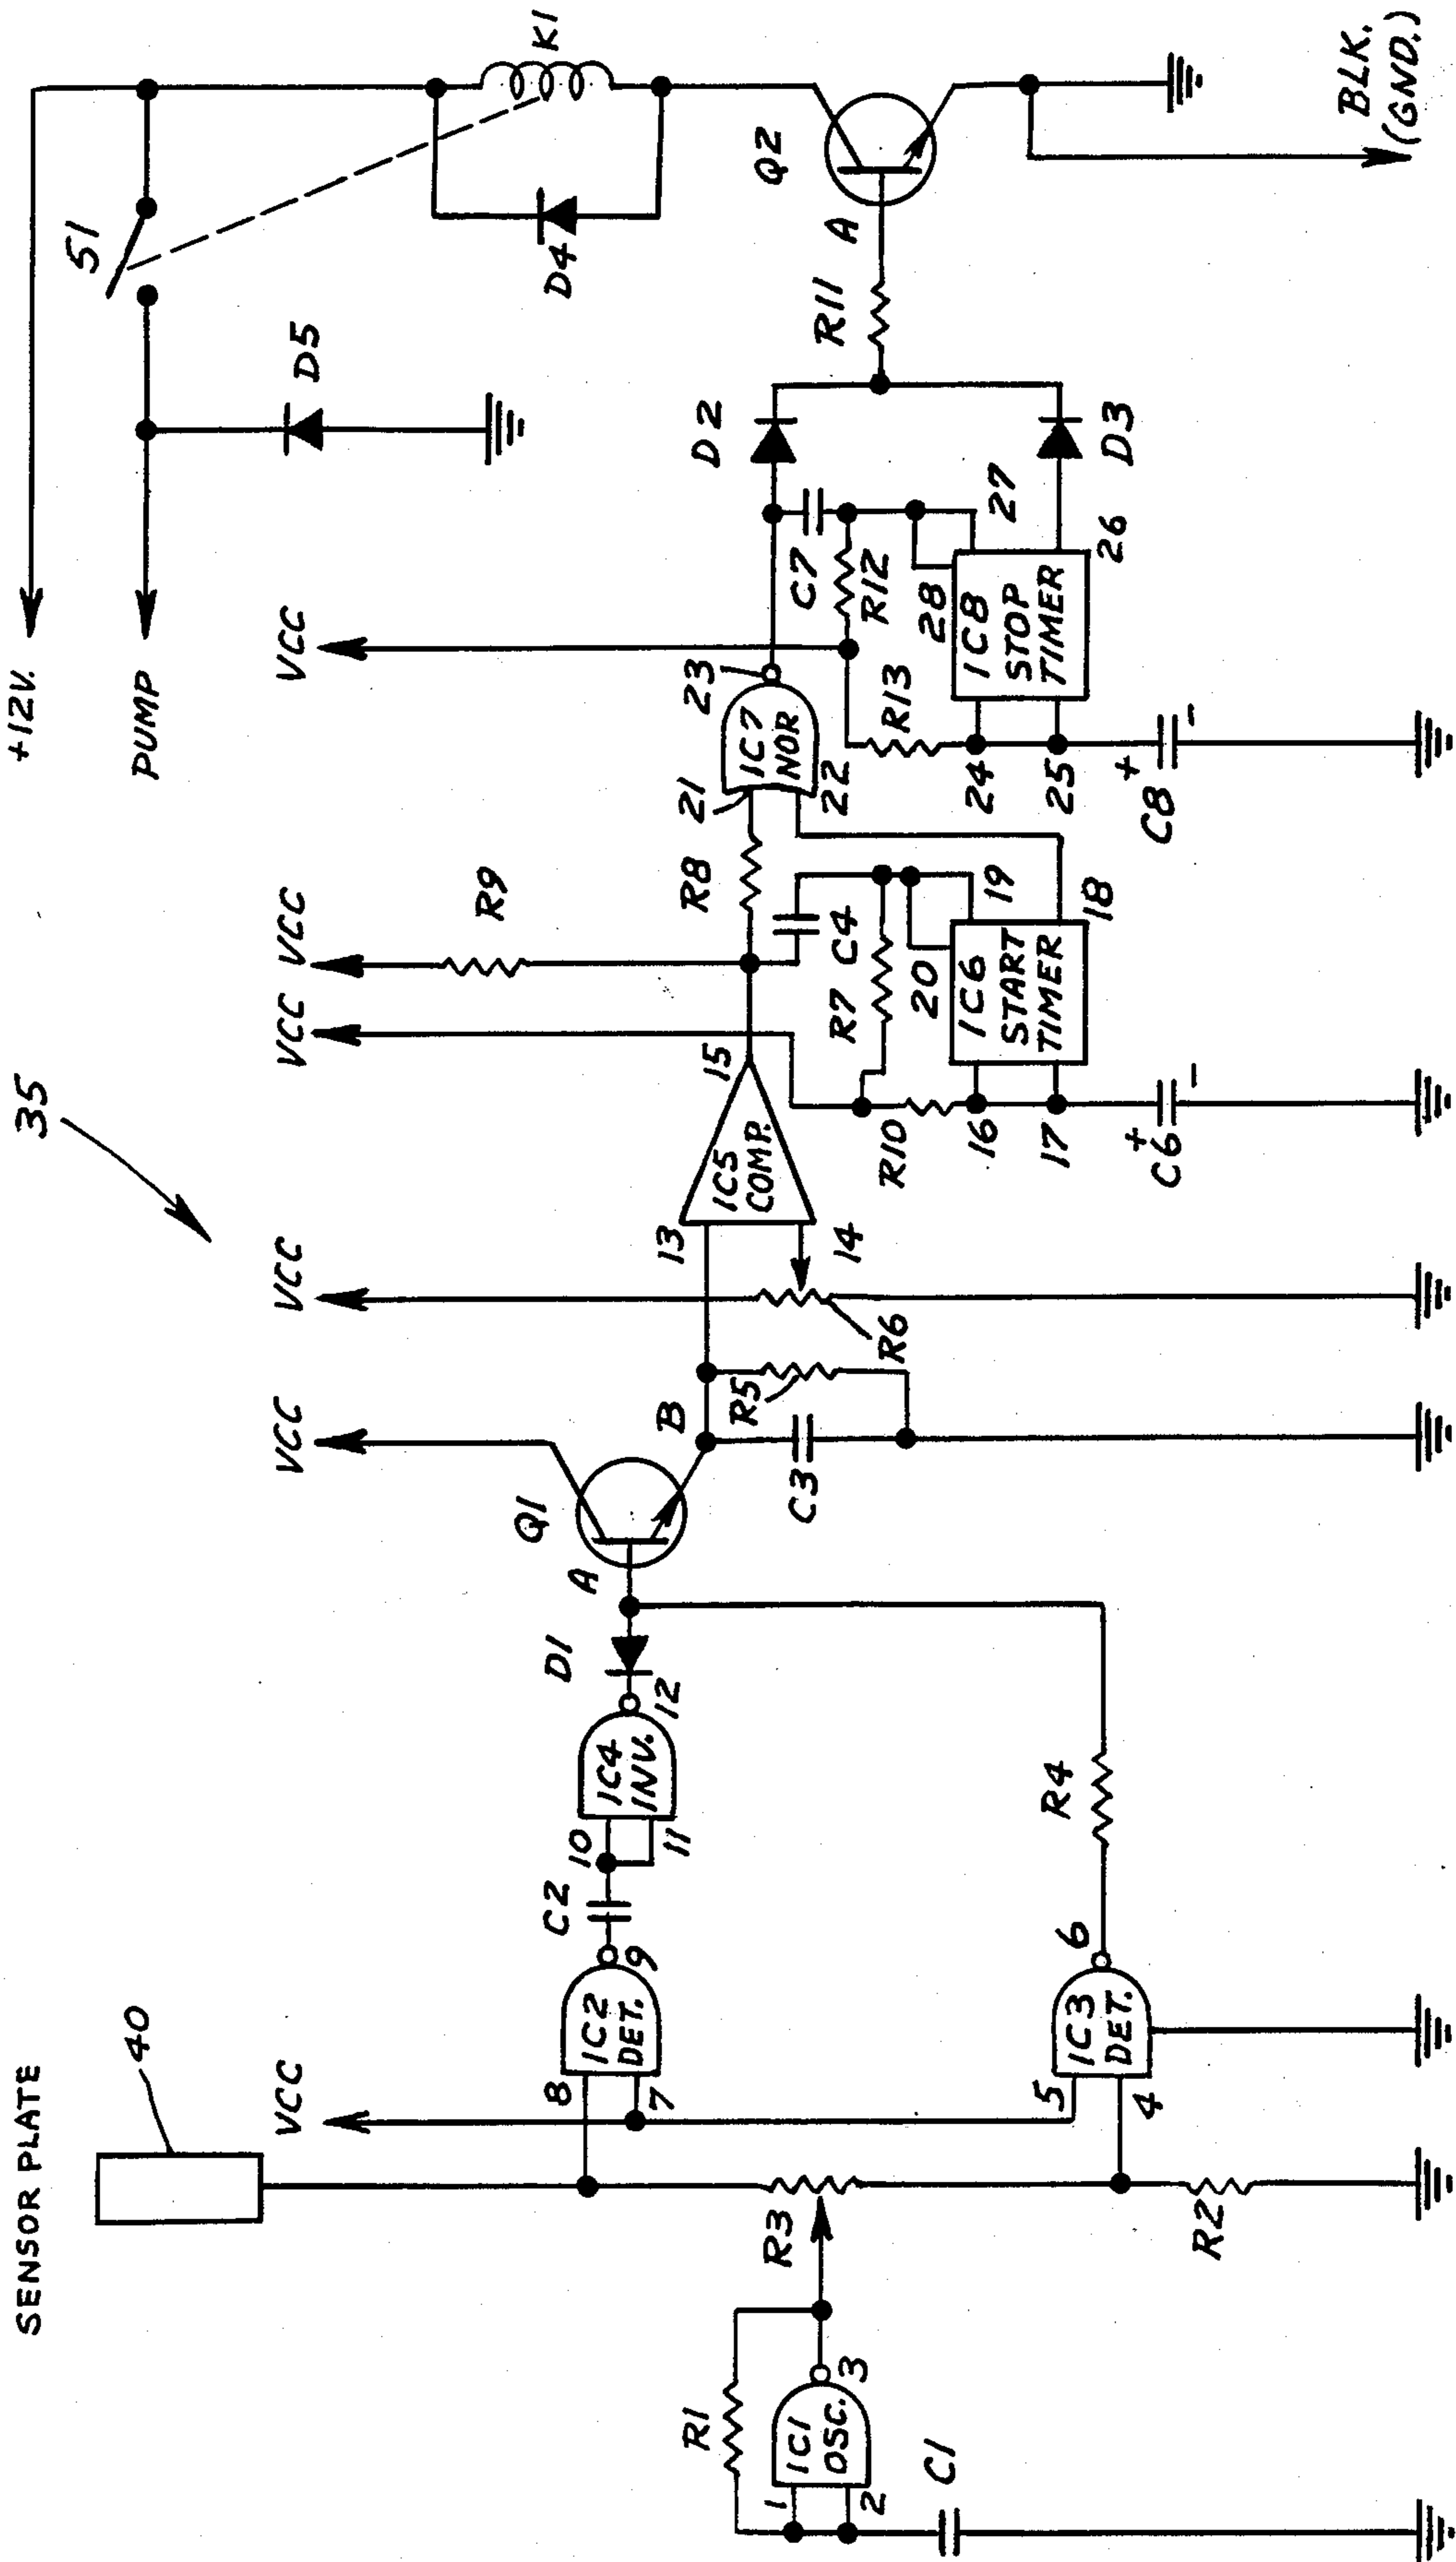 +12V.
PUMP
S1
D5
D4
K1
Q2
A
BLK.
(GND.)
35
VCC
VCC
VCC
VCC
VCC
VCC
R9
R8
D2
R11
D3
C7
R12
R13
23
IC7
NOR
21
22
27
28
IC8
STOP
TIMER
26
24
25
+
-
C8
C4
R7
19
20
IC6
START
TIMER
18
R10
16
17
+
-
C6
15
IC5
COMP.
13
14
R6
R5
B
C3
Q1
A
D1
12
IC4
INV.
10
11
C2
9
IC2
DET.
8
7
R4
6
IC3
DET.
5
4
SENSOR PLATE
40
R3
R2
R1
3
IC1
OSC.
1
2
C1